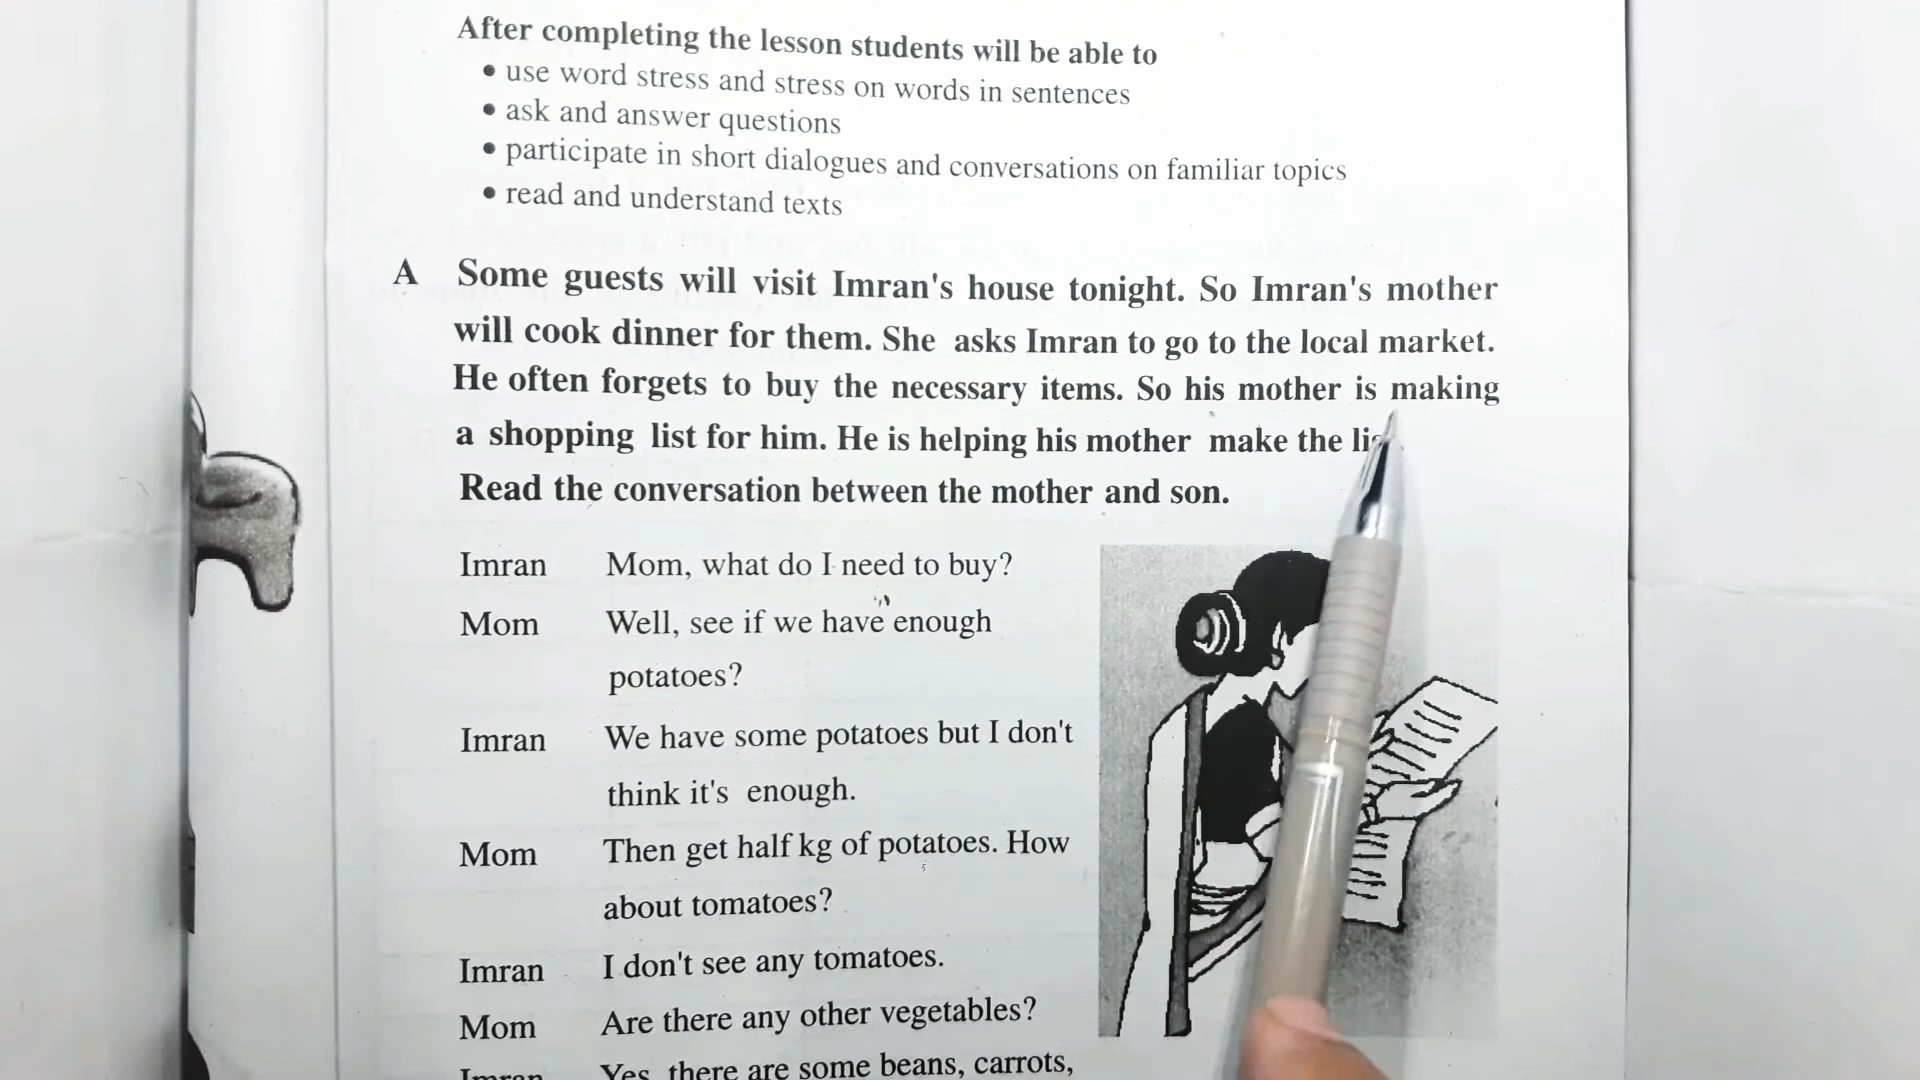 After completing the lesson students will be able to
• use word stress and stress on words in sentences
• ask and answer questions
• participate in short dialogues and conversations on familiar topics
• read and understand texts
A Some guests will visit Imran's house tonight. So Imran's mother
will cook dinner for them. She asks Imran to go to the local market.
He often forgets to buy the necessary items. So his mother is making
a shopping list for him. He is helping his mother make the
Read the conversation between the mother and son.
Imran Mom, what do I need to buy?
Mom Well, see if we have enough
potatoes?
Imran We have some potatoes but I don't
think it's enough.
Mom Then get half kg of potatoes. How
about tomatoes?
Imran I don't see any tomatoes.
Mom Are there any other vegetables?
Imran Yes, there are some beans, carrots,